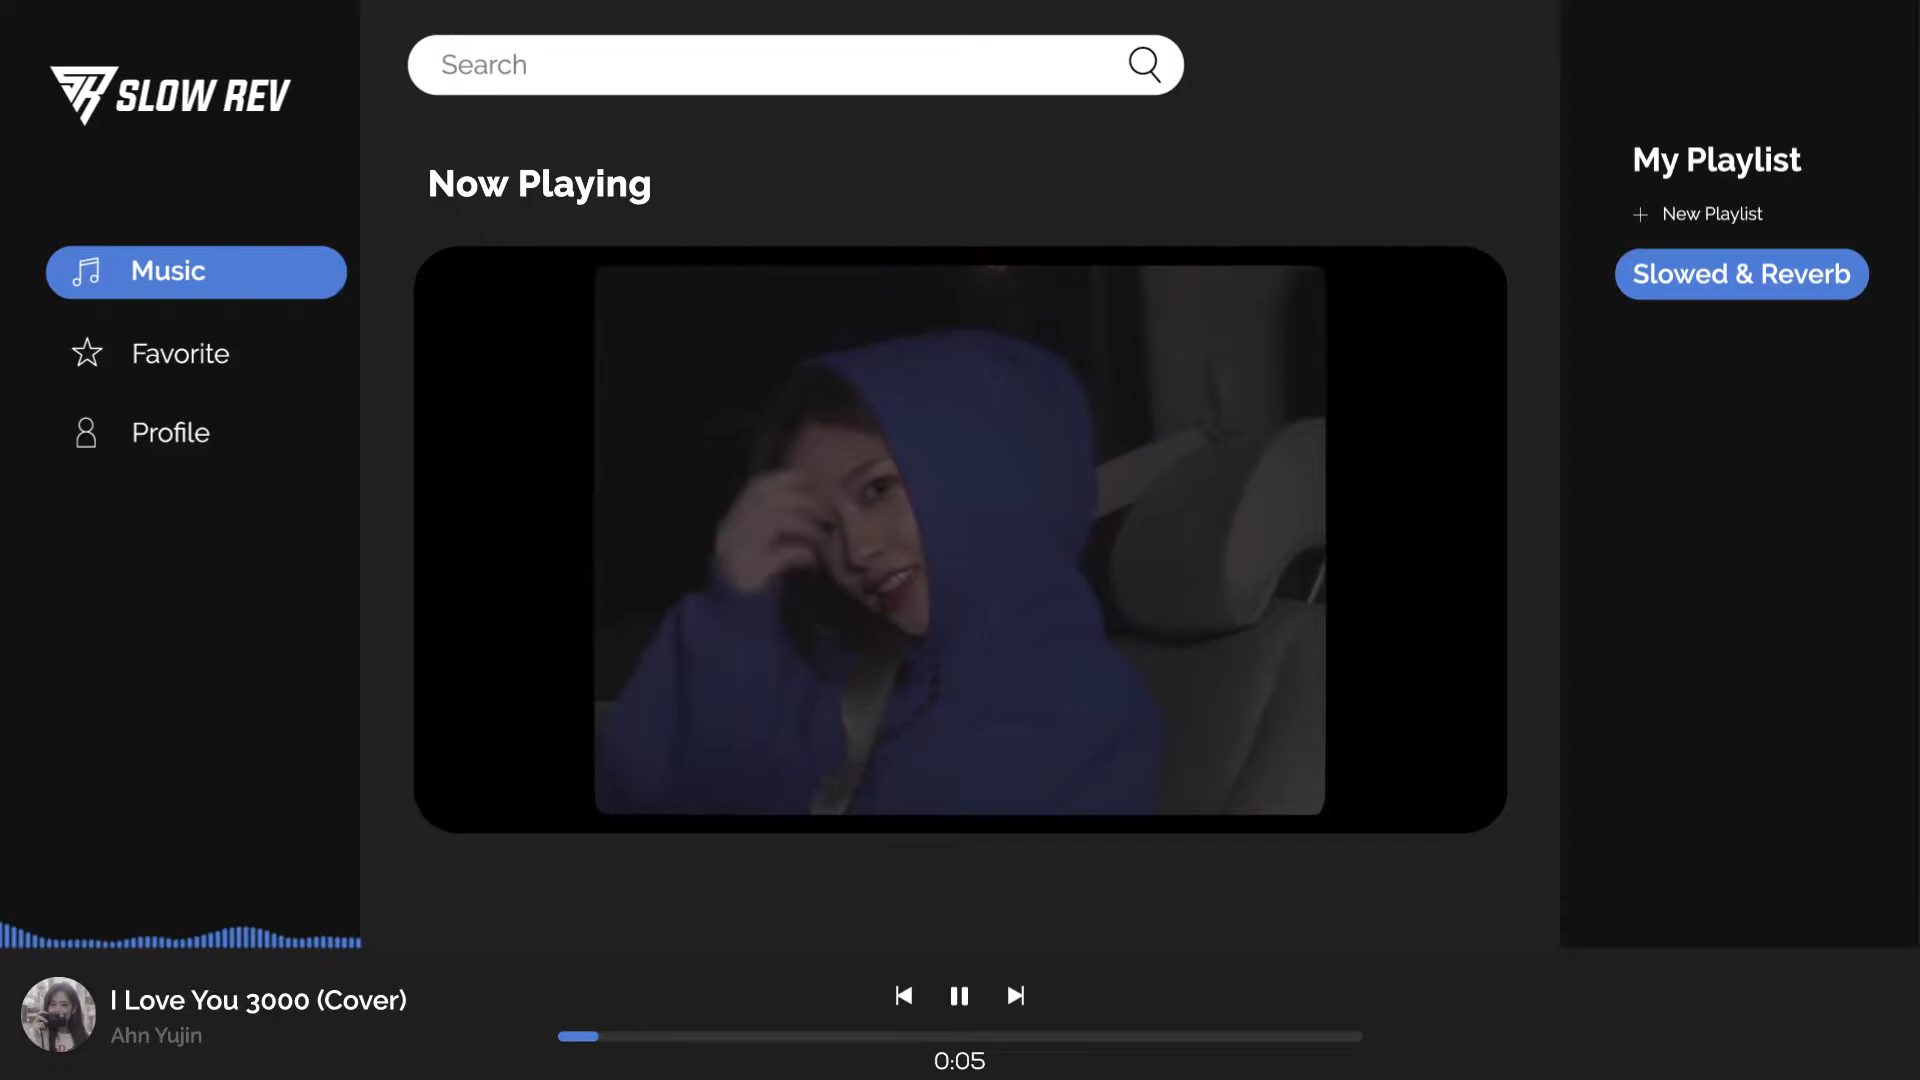 SLOW REV
Search
Now Playing
Music
Favorite
Profile
My Playlist
+ New Playlist
Slowed & Reverb
I Love You 3000 (Cover)
Ahn Yujin
0:05